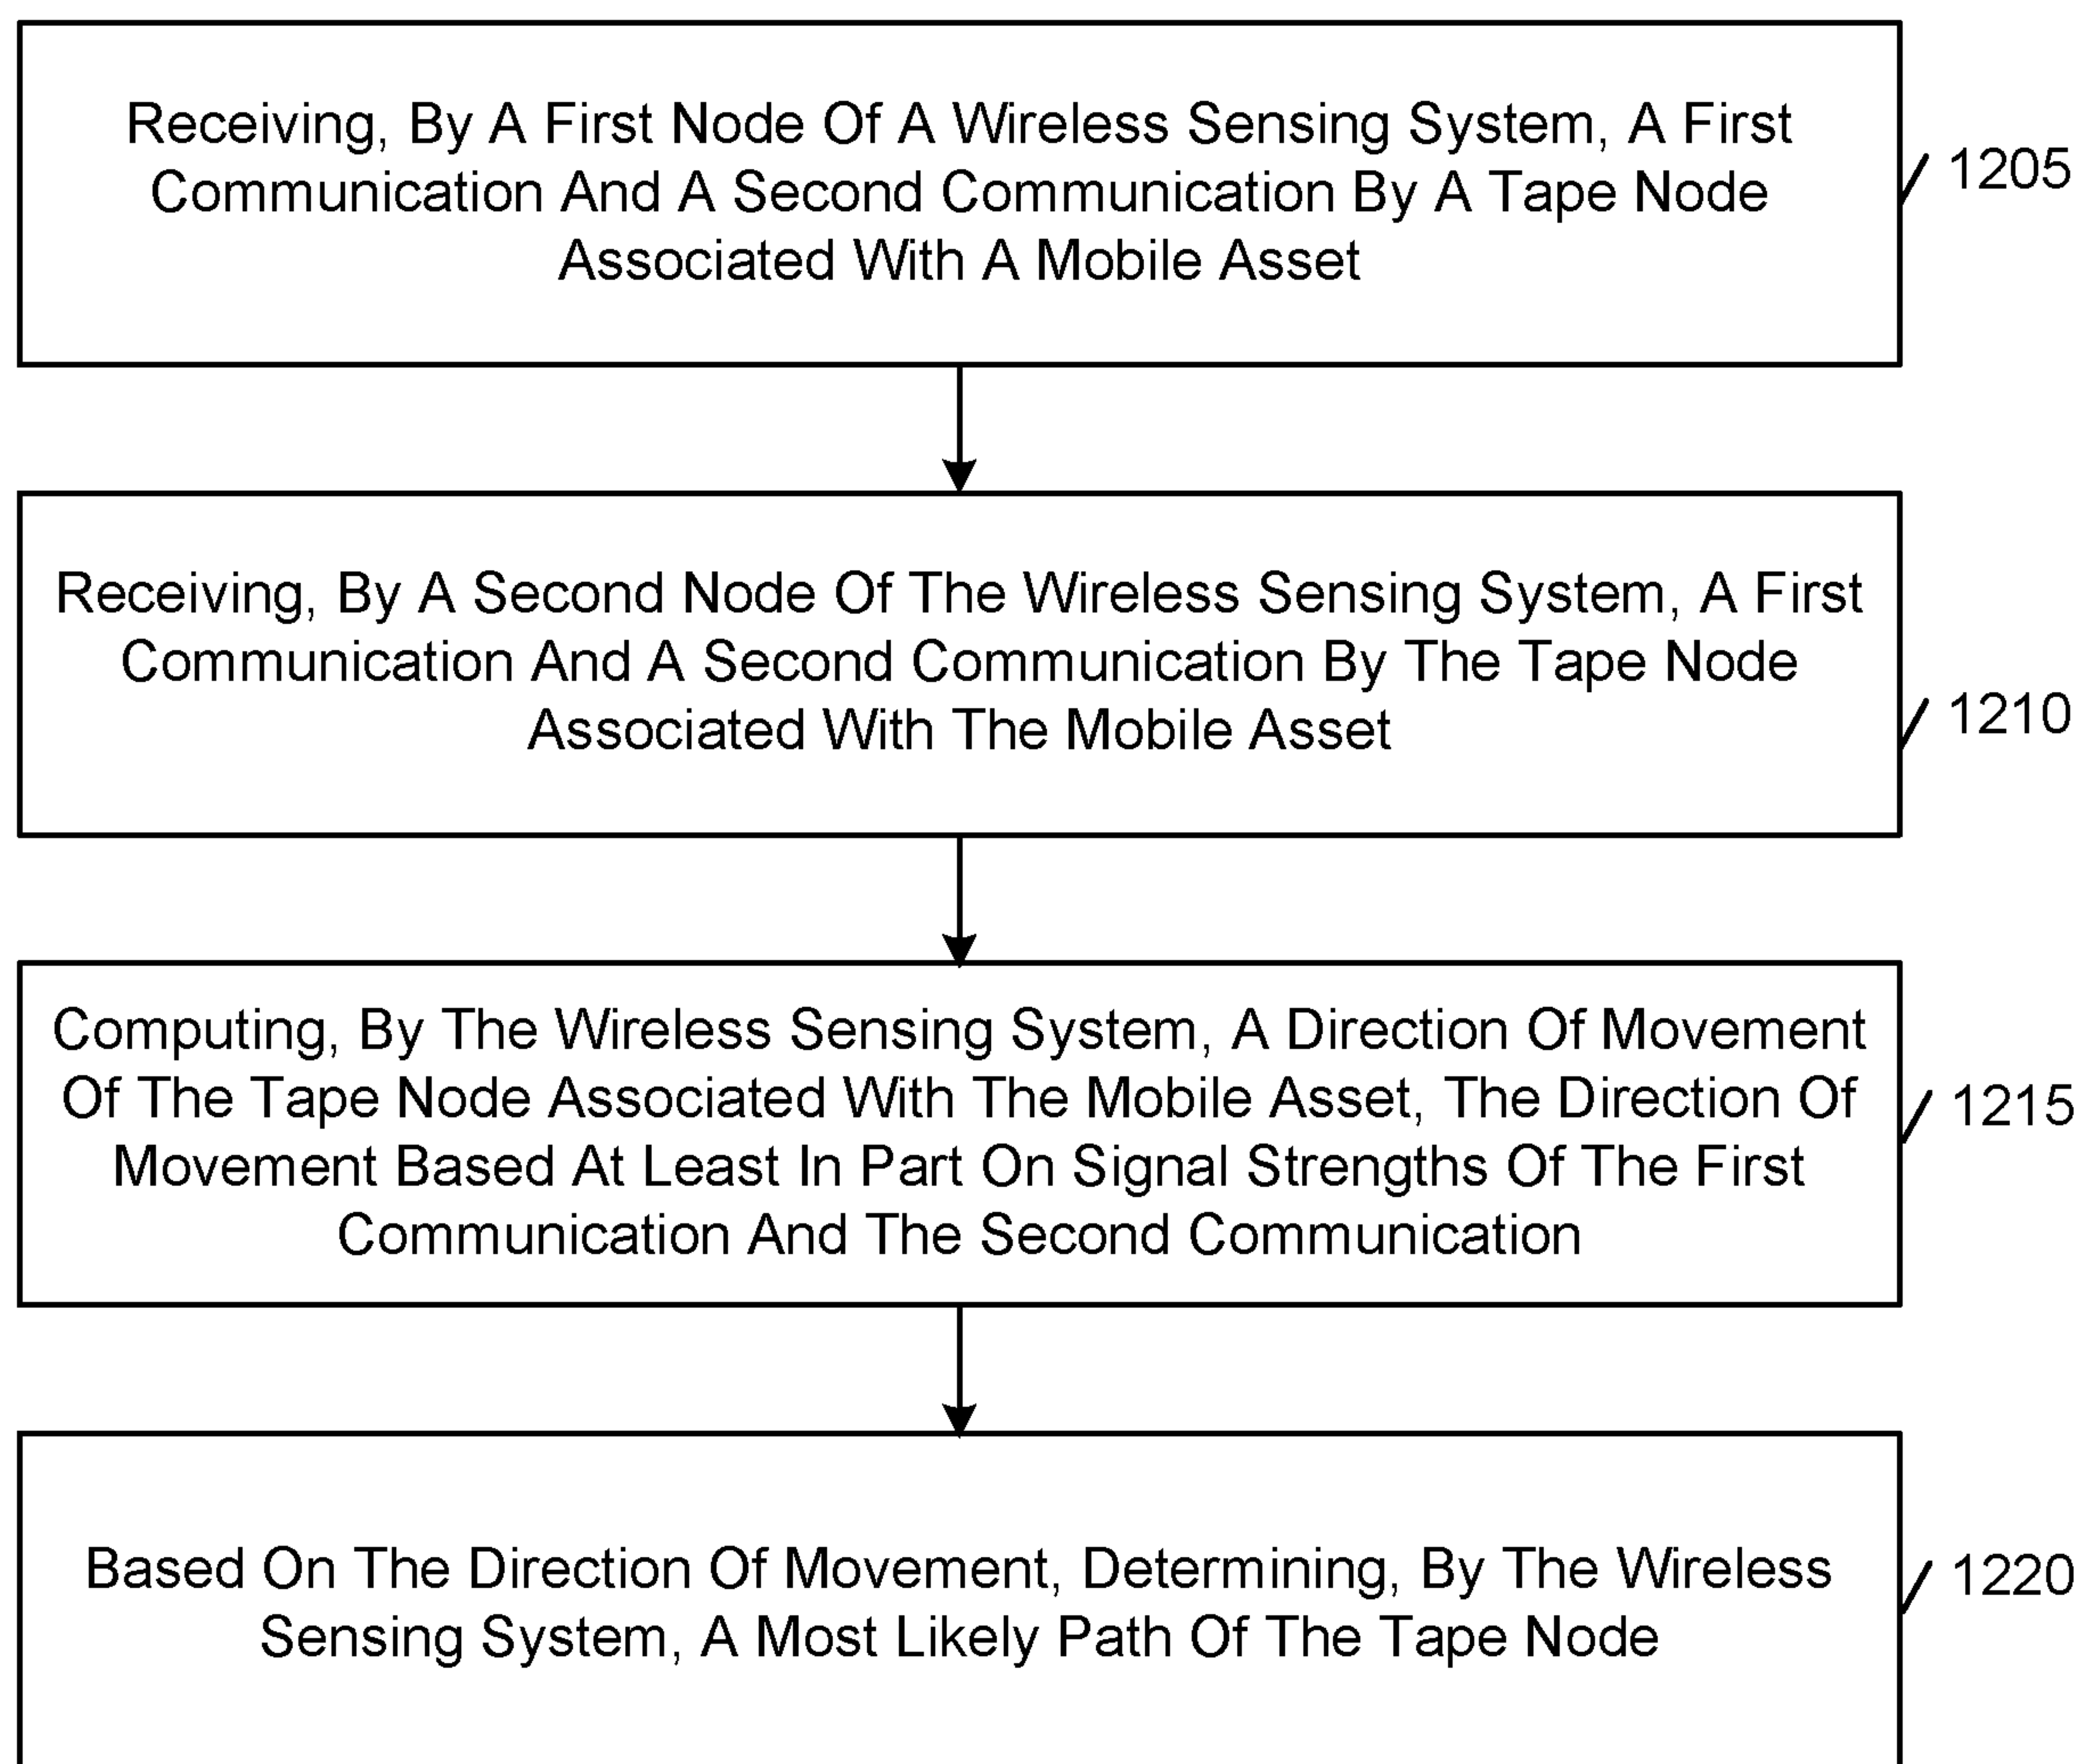 Receiving, By A First Node Of A Wireless Sensing System, A First
Communication And A Second Communication By A Tape Node
Associated With A Mobile Asset
1205
Receiving, By A Second Node Of The Wireless Sensing System, A First
Communication And A Second Communication By The Tape Node
Associated With The Mobile Asset
1210
Computing, By The Wireless Sensing System, A Direction Of Movement
Of The Tape Node Associated With The Mobile Asset, The Direction Of
Movement Based At Least In Part On Signal Strengths Of The First
Communication And The Second Communication
1215
Based On The Direction Of Movement, Determining, By The Wireless
Sensing System, A Most Likely Path Of The Tape Node
1220